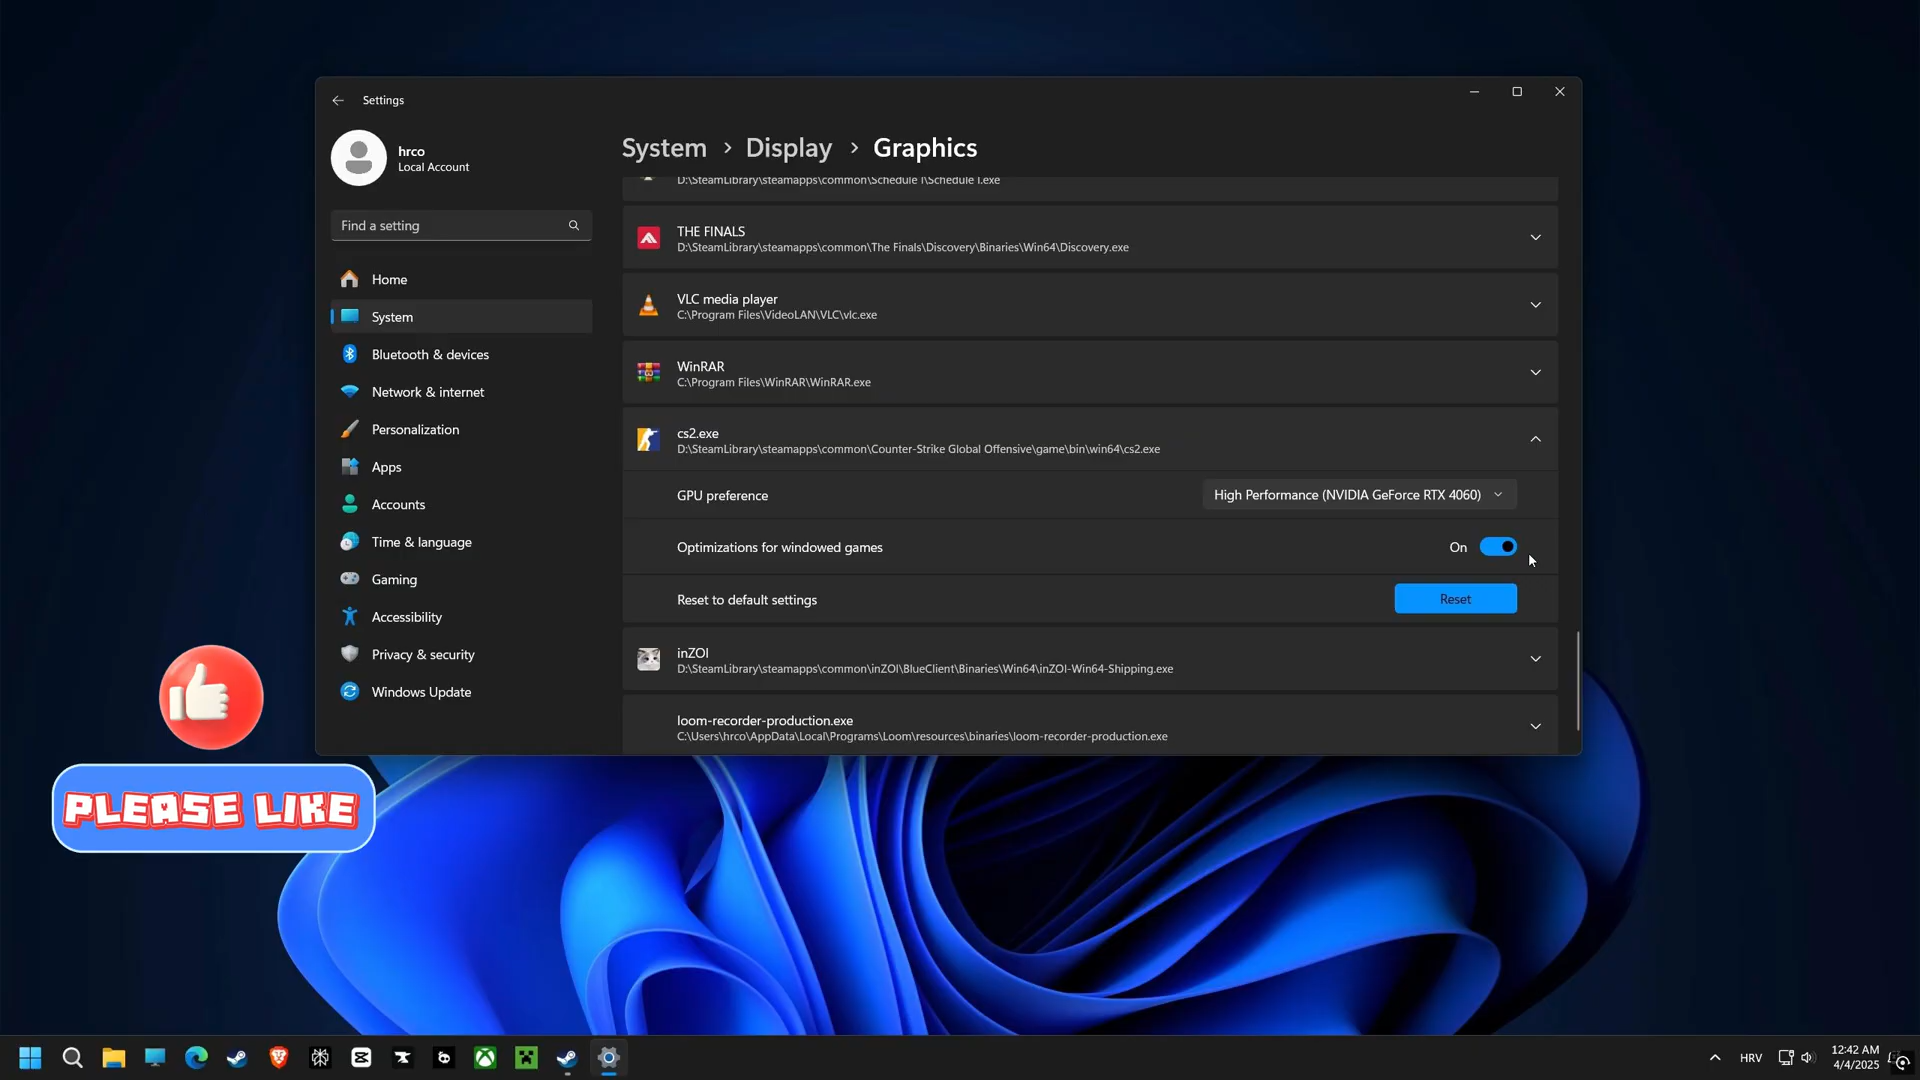 Settings
hrco
Local Account
Find a setting
Home
System
Bluetooth & devices
Network & internet
Personalization
Apps
Accounts
Time & language
Gaming
Accessibility
Privacy & security
Windows Update
System > Display > Graphics
D:\SteamLibrary\steamapps\common\Schedule I\Schedule I.exe
THE FINALS
D:\SteamLibrary\steamapps\common\The Finals\Discovery\Binaries\Win64\Discovery.exe
VLC media player
C:\Program Files\VideoLAN\VLC\vlc.exe
WinRAR
C:\Program Files\WinRAR\WinRAR.exe
cs2.exe
D:\SteamLibrary\steamapps\common\Counter-Strike Global Offensive\game\bin\win64\cs2.exe
GPU preference
High Performance (NVIDIA GeForce RTX 4060)
Optimizations for windowed games
On
Reset to default settings
Reset
inZOI
D:\SteamLibrary\steamapps\common\inZOI\BlueClient\Binaries\Win64\inZOI-Win64-Shipping.exe
loom-recorder-production.exe
C:\Users\hrco\AppData\Local\Programs\Loom\resources\binaries\loom-recorder-production.exe
PLEASE LIKE
HRV
12:42 AM
4/4/2025